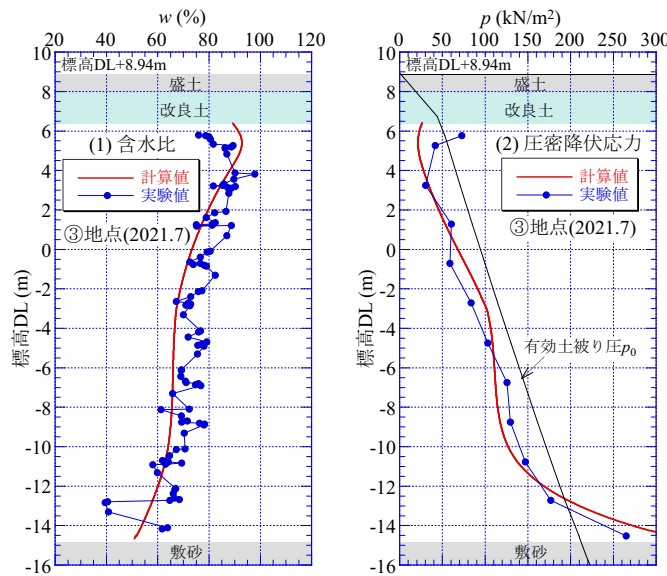 w (%)
20 40 60 80 100 120
p (kN/m²)
0 50 100 150 200 250 300
標高DL (m)
10
8
6
4
2
0
-2
-4
-6
-8
-10
-12
-14
-16
標高DL+8.94m
盛土
改良土
(1) 含水比
計算値
実験値
③地点(2021.7)
敷砂
標高DL (m)
10
8
6
4
2
0
-2
-4
-6
-8
-10
-12
-14
-16
標高DL+8.94m
盛土
改良土
(2) 圧密降伏応力
計算値
実験値
③地点(2021.7)
有効土被り圧p₀
敷砂